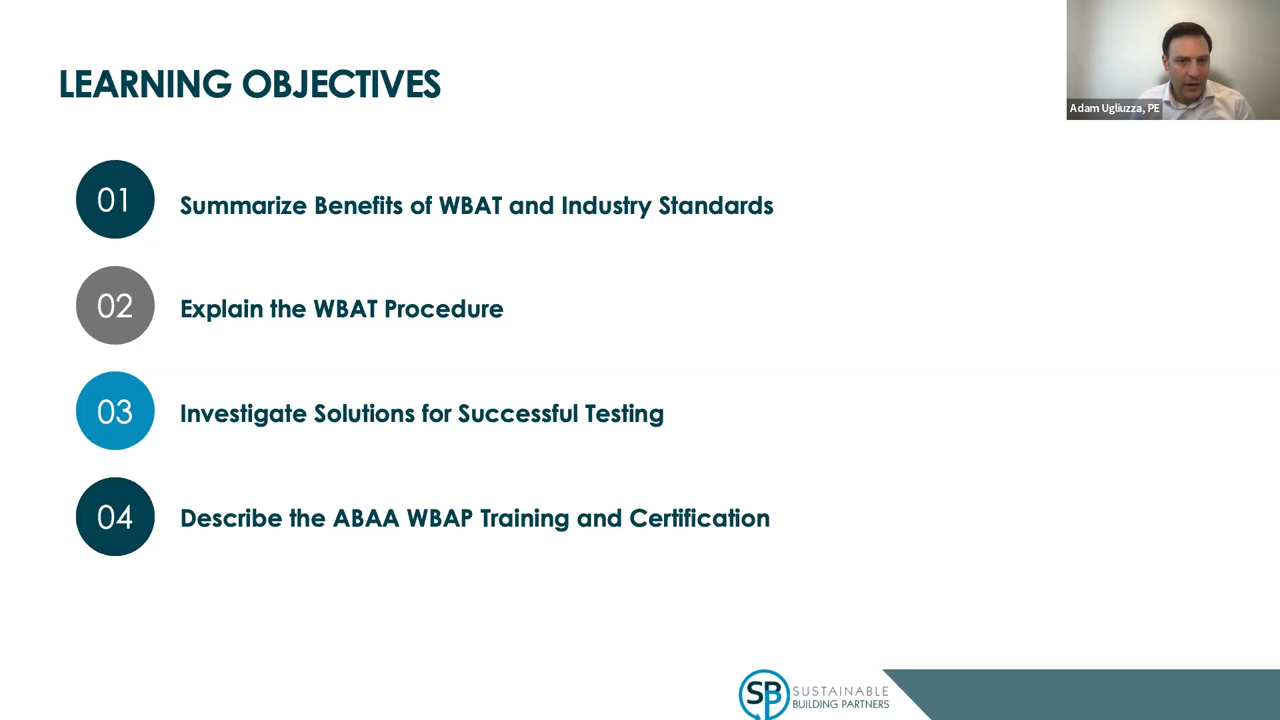 LEARNING OBJECTIVES
Adam Ugliuzza, PE
01
Summarize Benefits of WBAT and Industry Standards
02
Explain the WBAT Procedure
03
Investigate Solutions for Successful Testing
04
Describe the ABAA WBAP Training and Certification
SBP
SUSTAINABLE
BUILDING PARTNERS